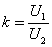 k = U₁ / U₂